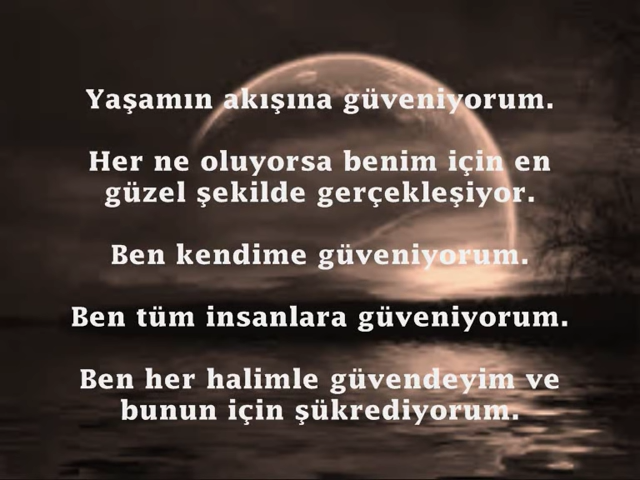 Yaşamın akışına güveniyorum.
Her ne oluyorsa benim için en
güzel şekilde gerçekleşiyor.
Ben kendime güveniyorum.
Ben tüm insanlara güveniyorum.
Ben her halimle güvendeyim ve
bunun için şükrediyorum.